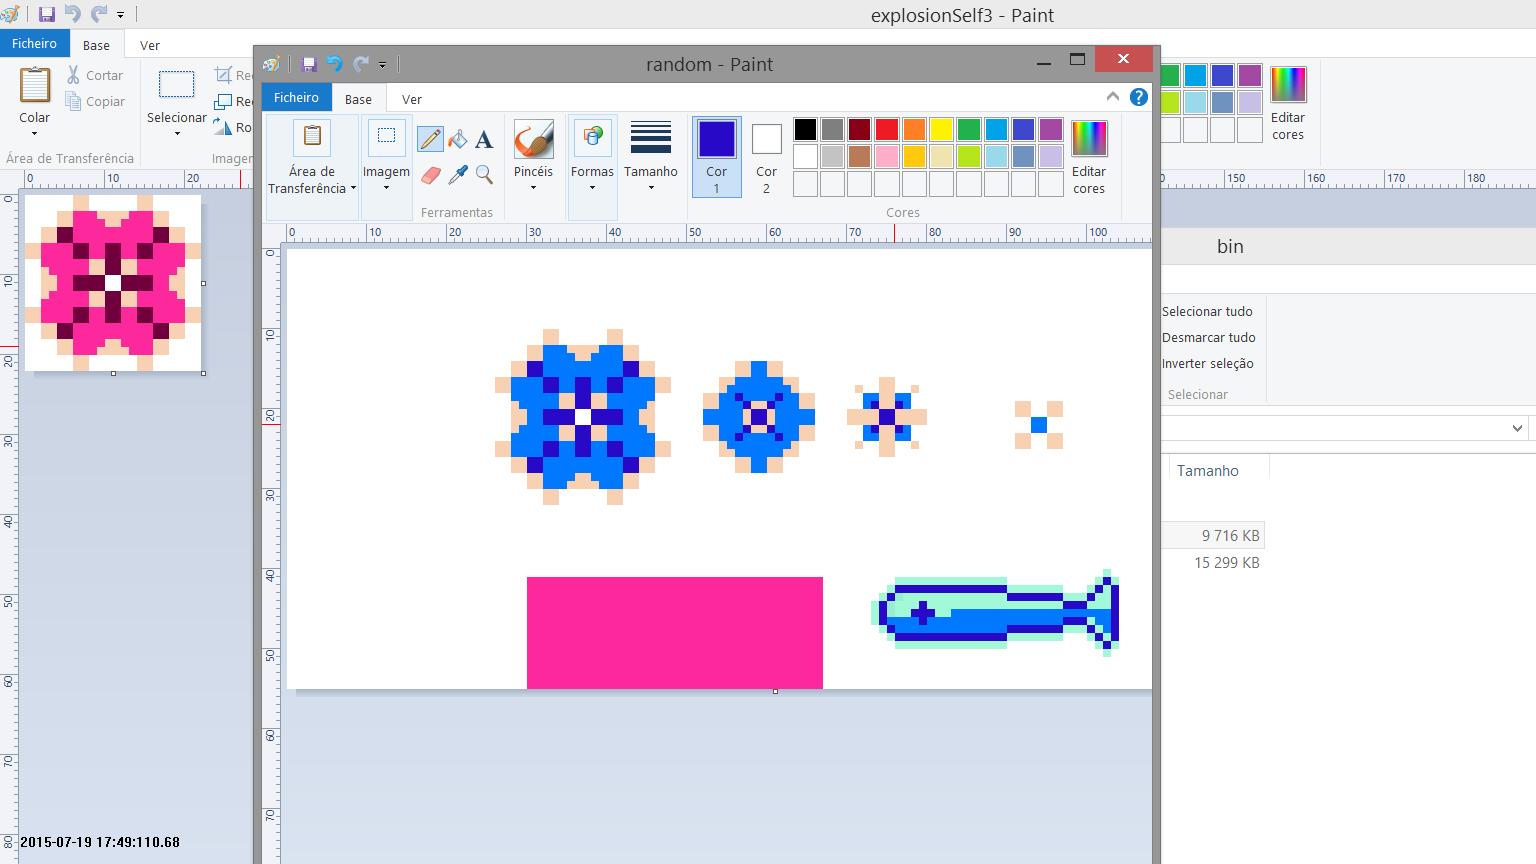 explosionSelf3 - Paint
Ficheiro
Base
Ver
Colar
Cortar
Copiar
Selecionar
Área de Transferência
Imagem
0 10 20
0
10
20
30
40
50
60
70
80
random - Paint
Ficheiro
Base
Ver
Área de
Transferência
Imagem
Ferramentas
Pincéis
Formas
Tamanho
Cor
1
Cor
2
Cores
Editar
cores
0 10 20 30 40 50 60 70 80 90 100
0
10
20
30
40
50
60
70
Editar
cores
150 160 170 180
bin
Selecionar tudo
Desmarcar tudo
Inverter seleção
Selecionar
Tamanho
9 716 KB
15 299 KB
2015-07-19 17:49:110.68